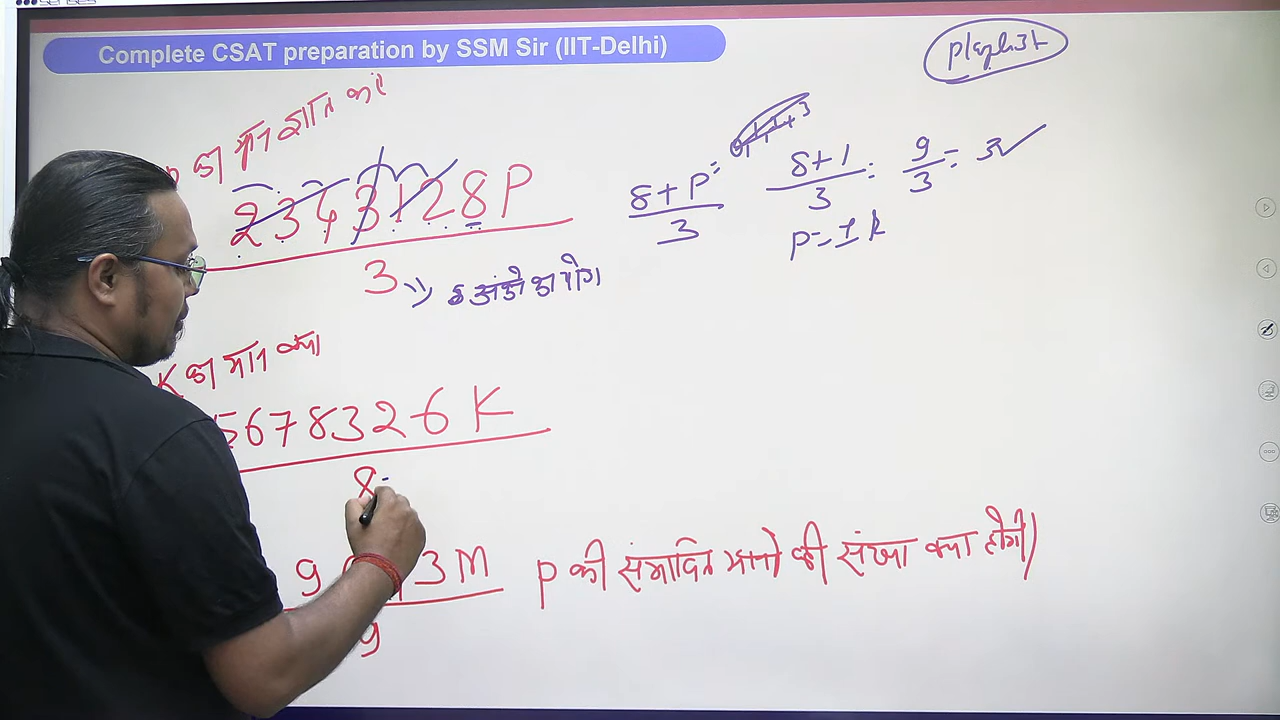 Complete CSAT preparation by SSM Sir (IIT-Delhi)
Playlist
P का मान ज्ञात करो
2343128P
3 अंको का योग
8+P =
3
8+1 = 9 = 3✓
3 3
P=1
K का मान क्या
5678326K
8
9 3M P की संभावित मानो की संख्या क्या होगी।
9